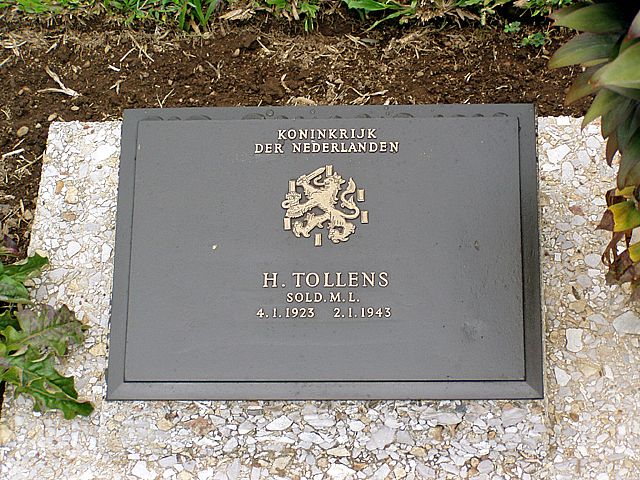 KONINKRIJK
DER NEDERLANDEN
H. TOLLENS
SOLD. M. L.
4. 1. 1923 2. 1. 1943